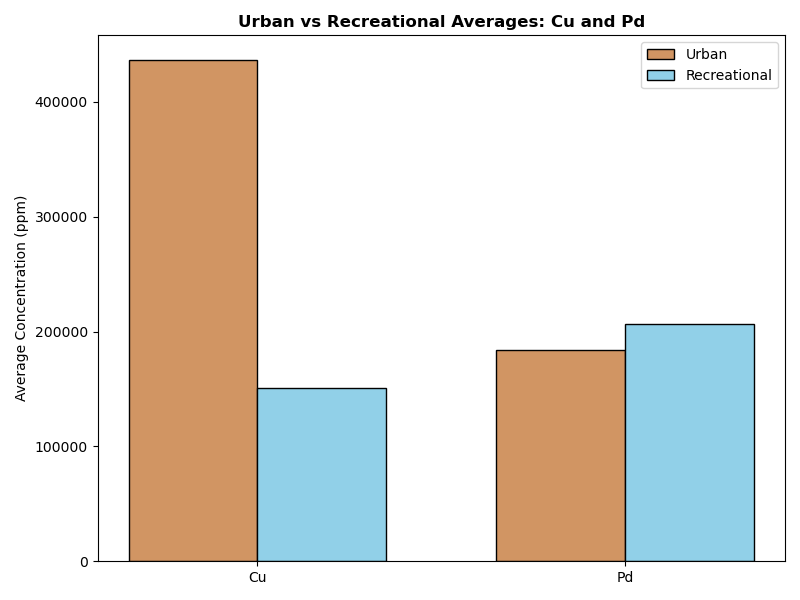 Urban vs Recreational Averages: Cu and Pd
Urban
Recreational
Average Concentration (ppm)
400000
300000
200000
100000
0
Cu
Pd